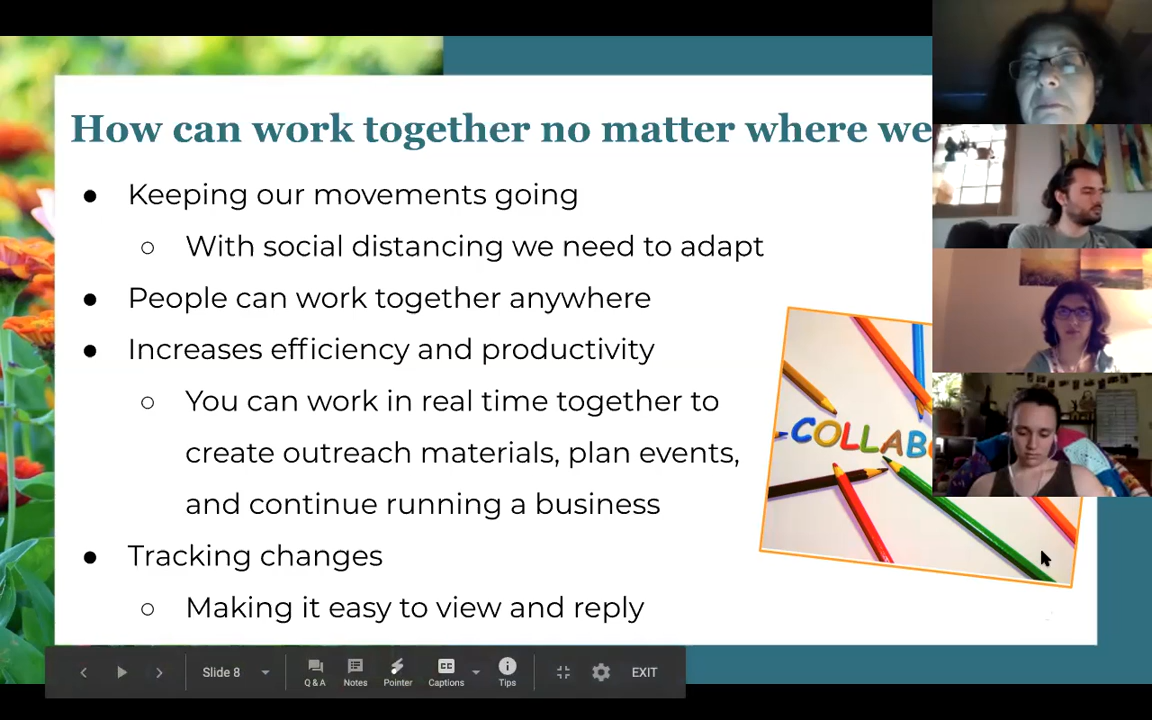 How can work together no matter where we
Keeping our movements going
With social distancing we need to adapt
People can work together anywhere
Increases efficiency and productivity
You can work in real time together to
create outreach materials, plan events,
and continue running a business
Tracking changes
Making it easy to view and reply
COLLAB
Slide 8
Q & A
Notes
Pointer
CC
Captions
Tips
EXIT